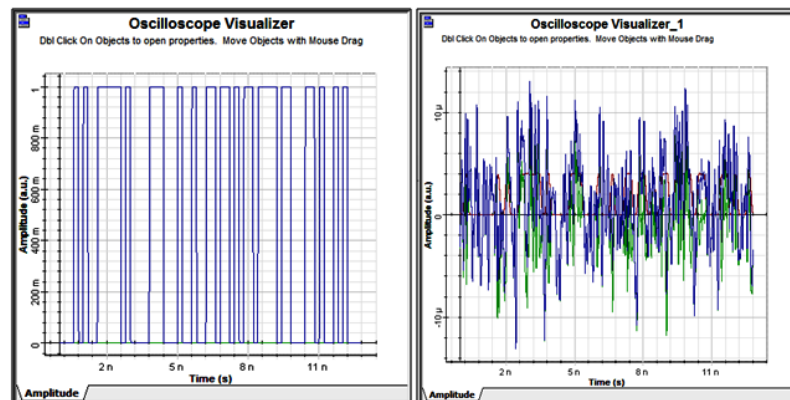 Oscilloscope Visualizer
Dbl Click On Objects to open properties. Move Objects with Mouse Drag
Amplitude (a.u.)
1
800 m
600 m
400 m
200 m
0
2 n
5 n
8 n
11 n
Time (s)
Amplitude
Oscilloscope Visualizer_1
Dbl Click On Objects to open properties. Move Objects with Mouse Drag
Amplitude (a.u.)
10 µ
0
-10 µ
2 n
5 n
8 n
11 n
Time (s)
Amplitude